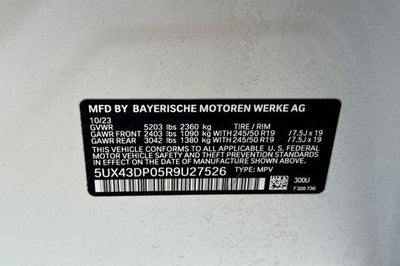 MFD BY BAYERISCHE MOTOREN WERKE AG
10/23
GVWR 5203 lbs 2360 kg TIRE / RIM
GAWR FRONT 2403 lbs 1090 kg 245/50 R19 / 7.5J x 19
GAWR REAR 3042 lbs 1380 kg 245/50 R19 / 7.5J x 19
THIS VEHICLE CONFORMS TO ALL APPLICABLE U. S. FEDERAL
MOTOR VEHICLE SAFETY, BUMPER, AND THEFT
PREVENTION STANDARDS IN EFFECT ON THE DATE OF
MANUFACTURE SHOWN ABOVE.
5UX43DP05R9U27526 TYPE: MPV
300U
7 320 730